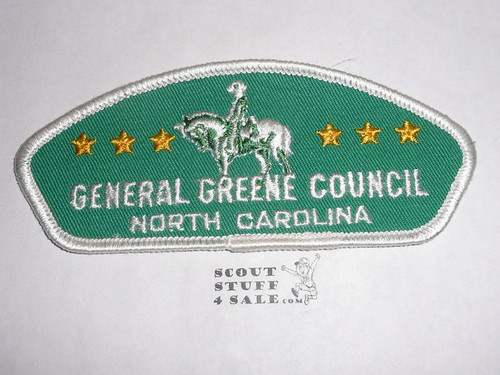 GENERAL GREENE COUNCIL
NORTH CAROLINA
SCOUT
STUFF
4 SALE.COM